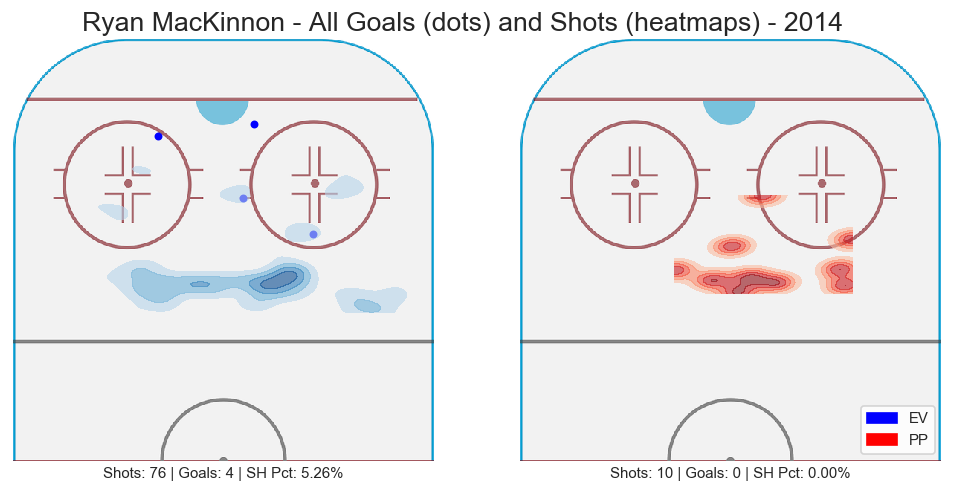 Ryan MacKinnon - All Goals (dots) and Shots (heatmaps) - 2014
EV
PP
Shots: 76 | Goals: 4 | SH Pct: 5.26%
Shots: 10 | Goals: 0 | SH Pct: 0.00%